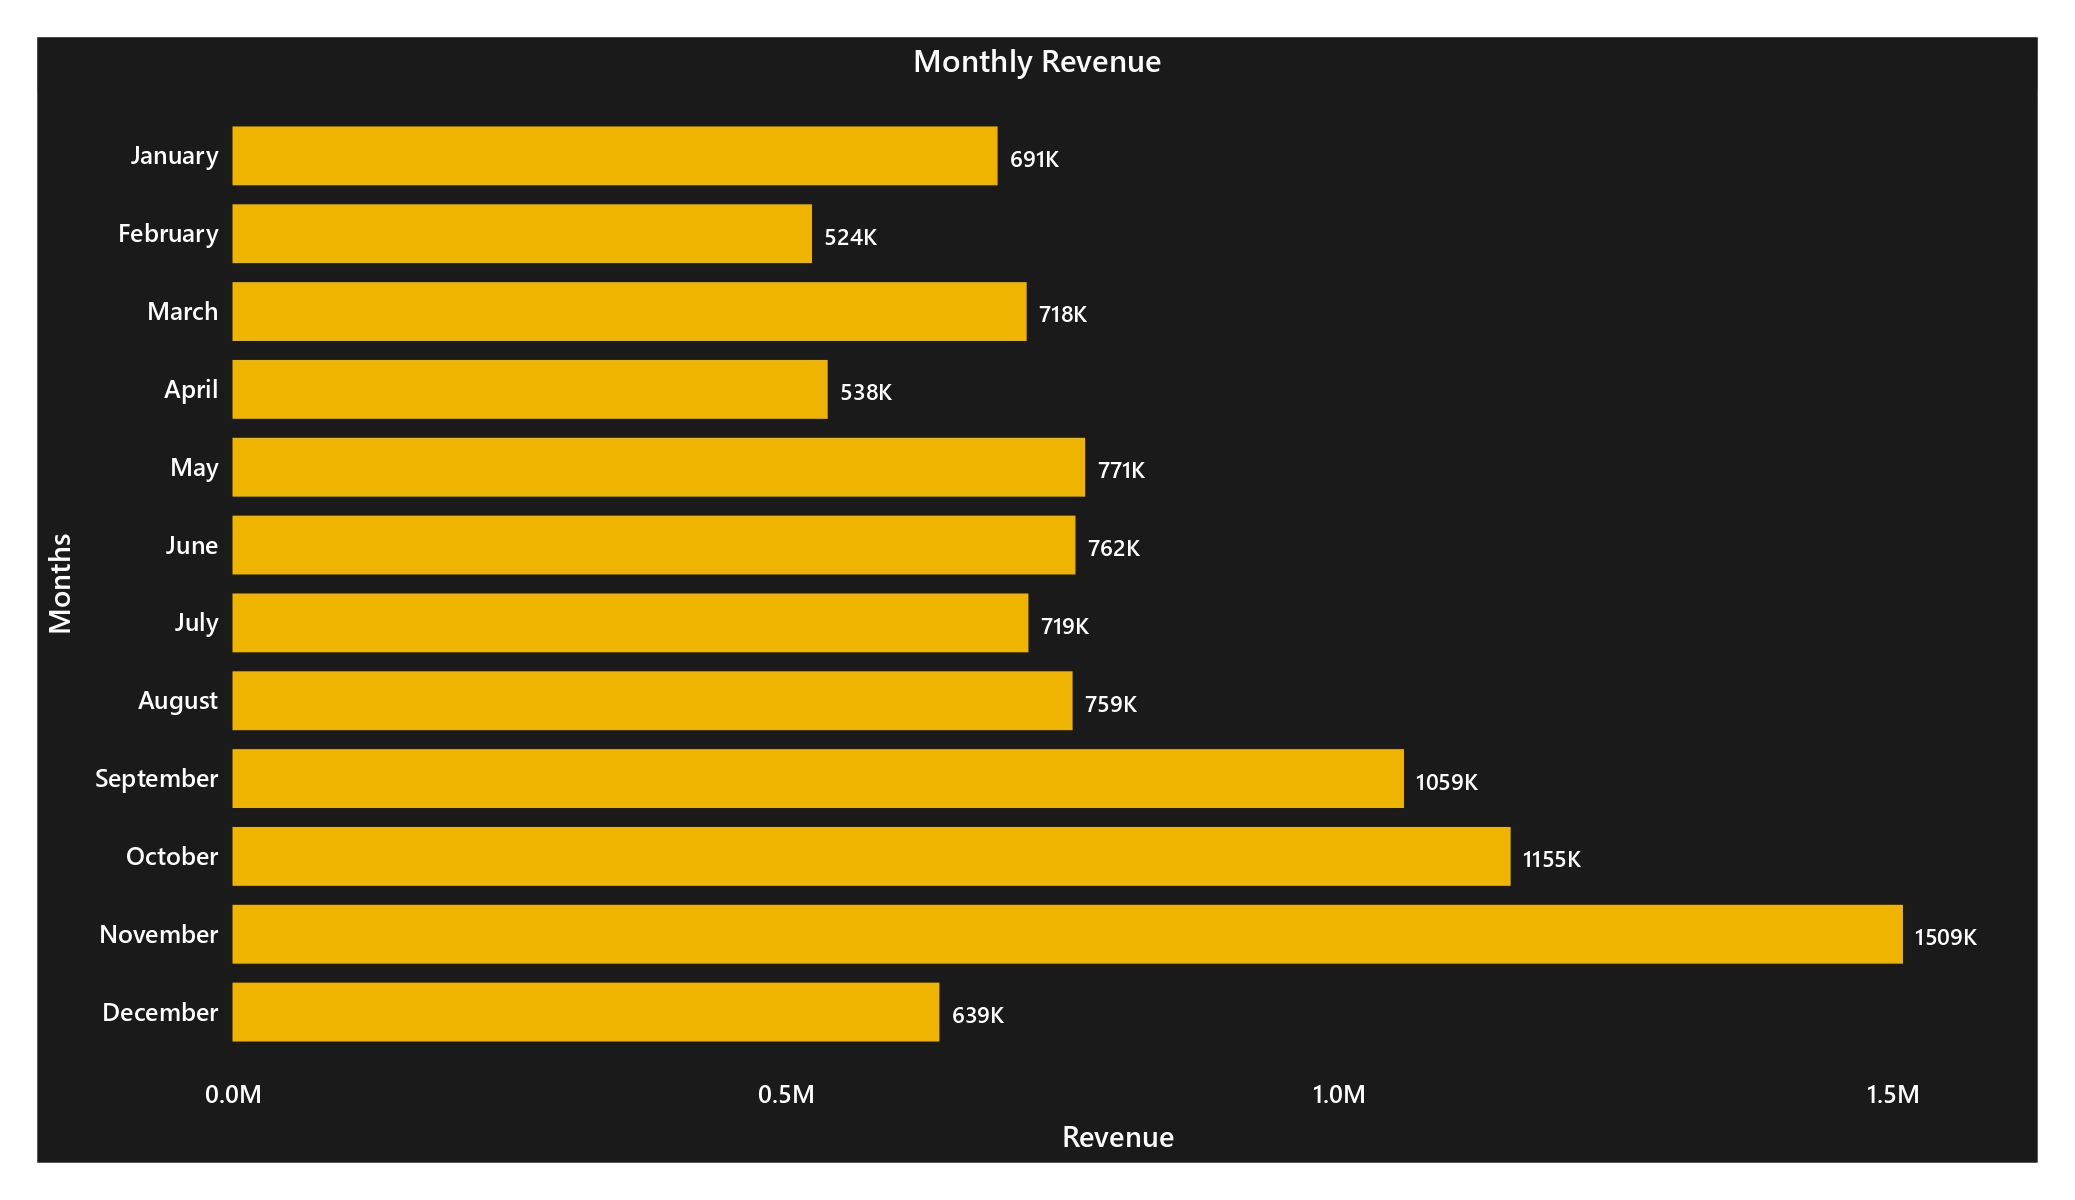 Monthly Revenue
January 691K
February 524K
March 718K
April 538K
May 771K
June 762K
July 719K
August 759K
September 1059K
October 1155K
November 1509K
December 639K
Months
0.0M 0.5M 1.0M 1.5M
Revenue